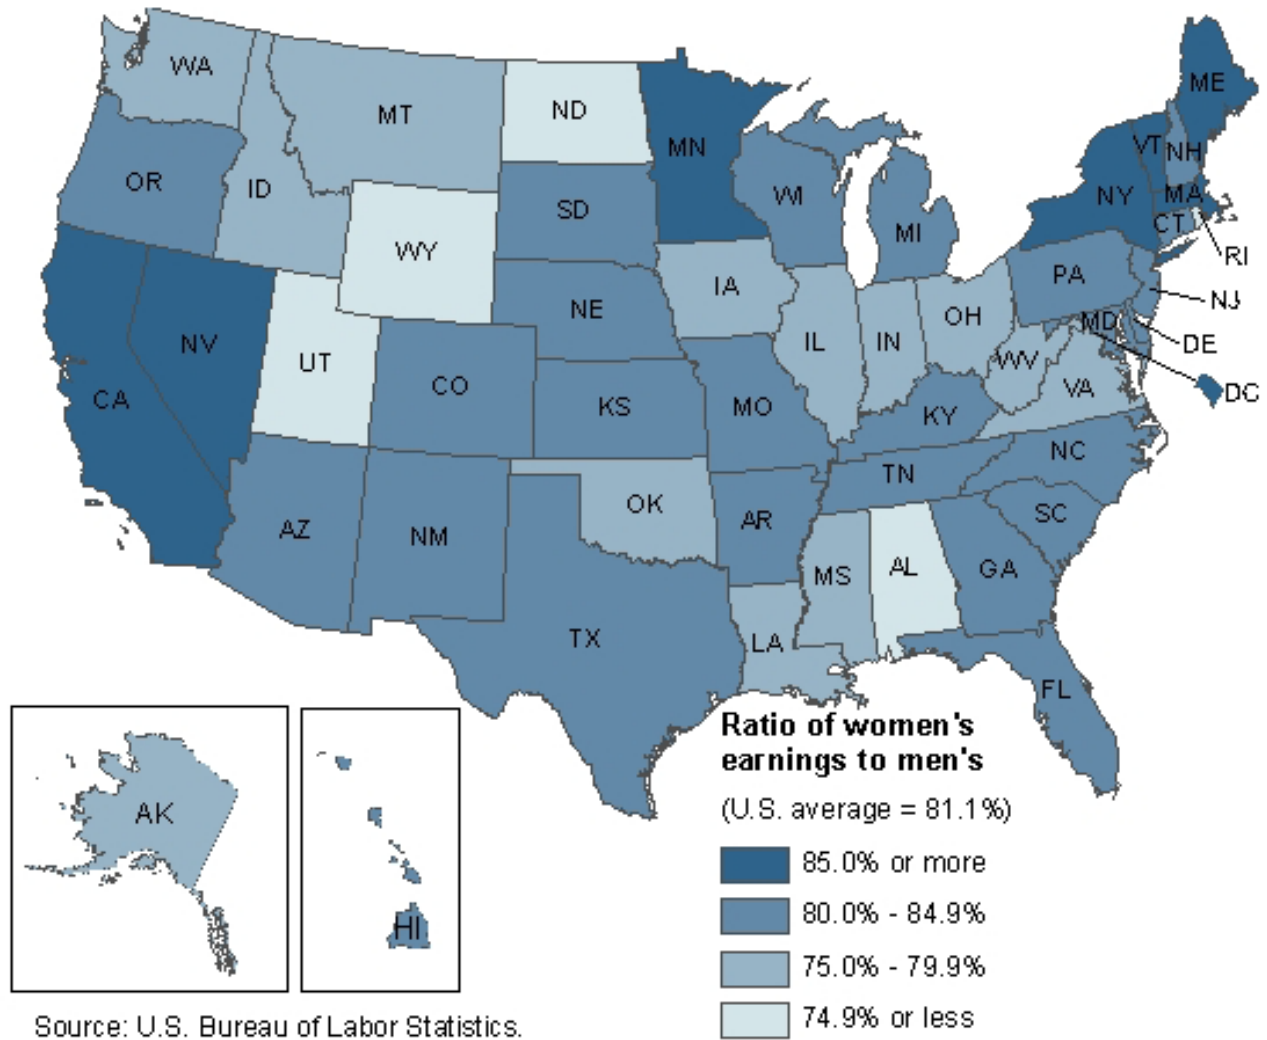 WA
MT
ND
MN
ME
VT
NH
OR
ID
SD
WI
MI
NY
MA
CT
RI
WY
IA
PA
NJ
NE
OH
MD
DE
NV
UT
IL
IN
WV
VA
DC
CA
CO
KS
MO
KY
NC
TN
AZ
NM
OK
AR
SC
MS
AL
GA
TX
LA
FL
AK
HI
Ratio of women's
earnings to men's
(U.S. average = 81.1%)
85.0% or more
80.0% - 84.9%
75.0% - 79.9%
74.9% or less
Source: U.S. Bureau of Labor Statistics.